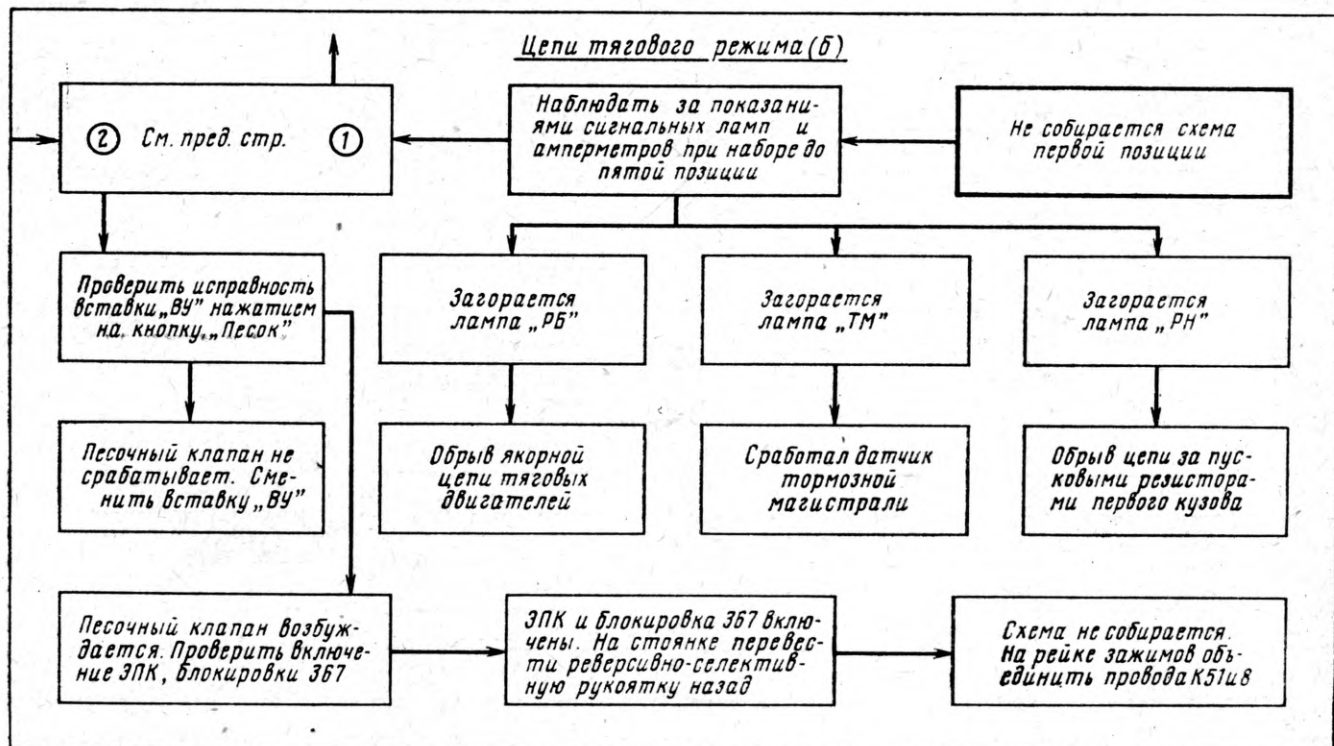 Цепи тягового режима (б)
② См. пред. стр. ①
Наблюдать за показани-
ями сигнальных ламп и
амперметров при наборе до
пятой позиции
Не собирается схема
первой позиции
Проверить исправность
вставки „ВУ" нажатием
на кнопку „Песок"
Загорается
лампа „РБ"
Загорается
лампа „ТМ"
Загорается
лампа „РН"
Песочный клапан не
срабатывает. Сме-
нить вставку „ВУ"
Обрыв якорной
цепи тяговых
двигателей
Сработал датчик
тормозной
магистрали
Обрыв цепи за пус-
ковыми резистора-
ми первого кузова
Песочный клапан возбуж-
дается. Проверить включе-
ние ЭПК, блокировки 367
ЭПК и блокировка 367 вклю-
чены. На стоянке переве-
сти реверсивно-селектив-
ную рукоятку назад
Схема не собирается.
На рейке зажимов объ-
единить провода К51 и 8